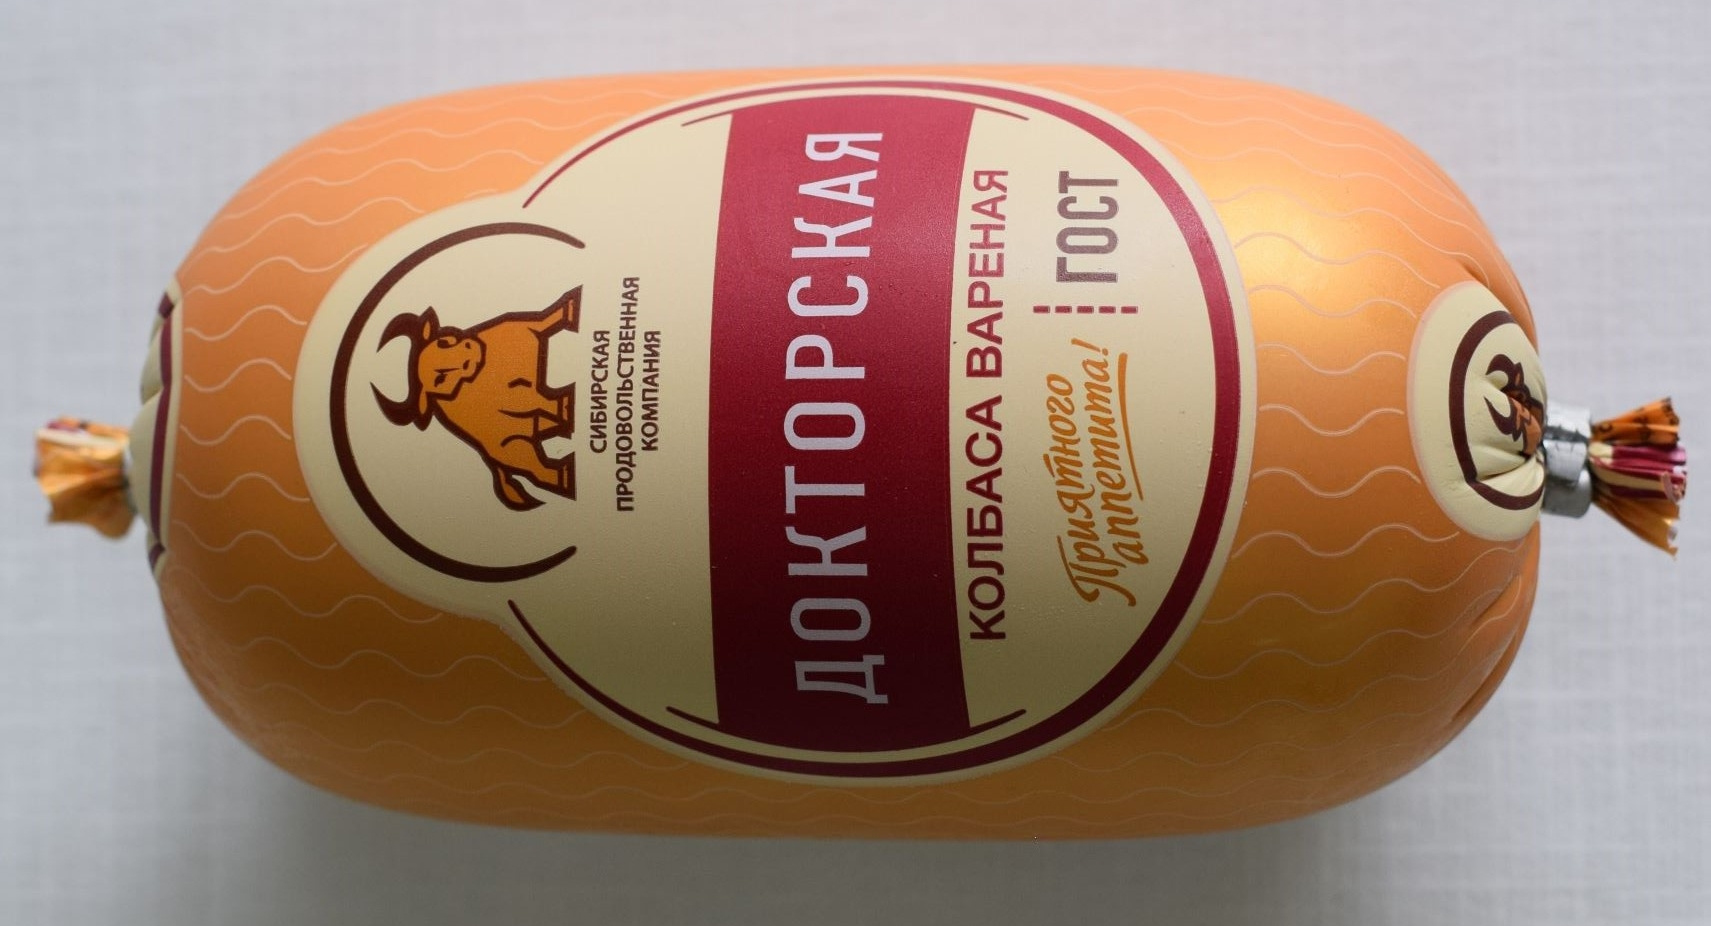 СИБИРСКАЯ
ПРОДОВОЛЬСТВЕННАЯ
КОМПАНИЯ
ДОКТОРСКАЯ
КОЛБАСА ВАРЕНАЯ
Приятного
аппетита!
ГОСТ